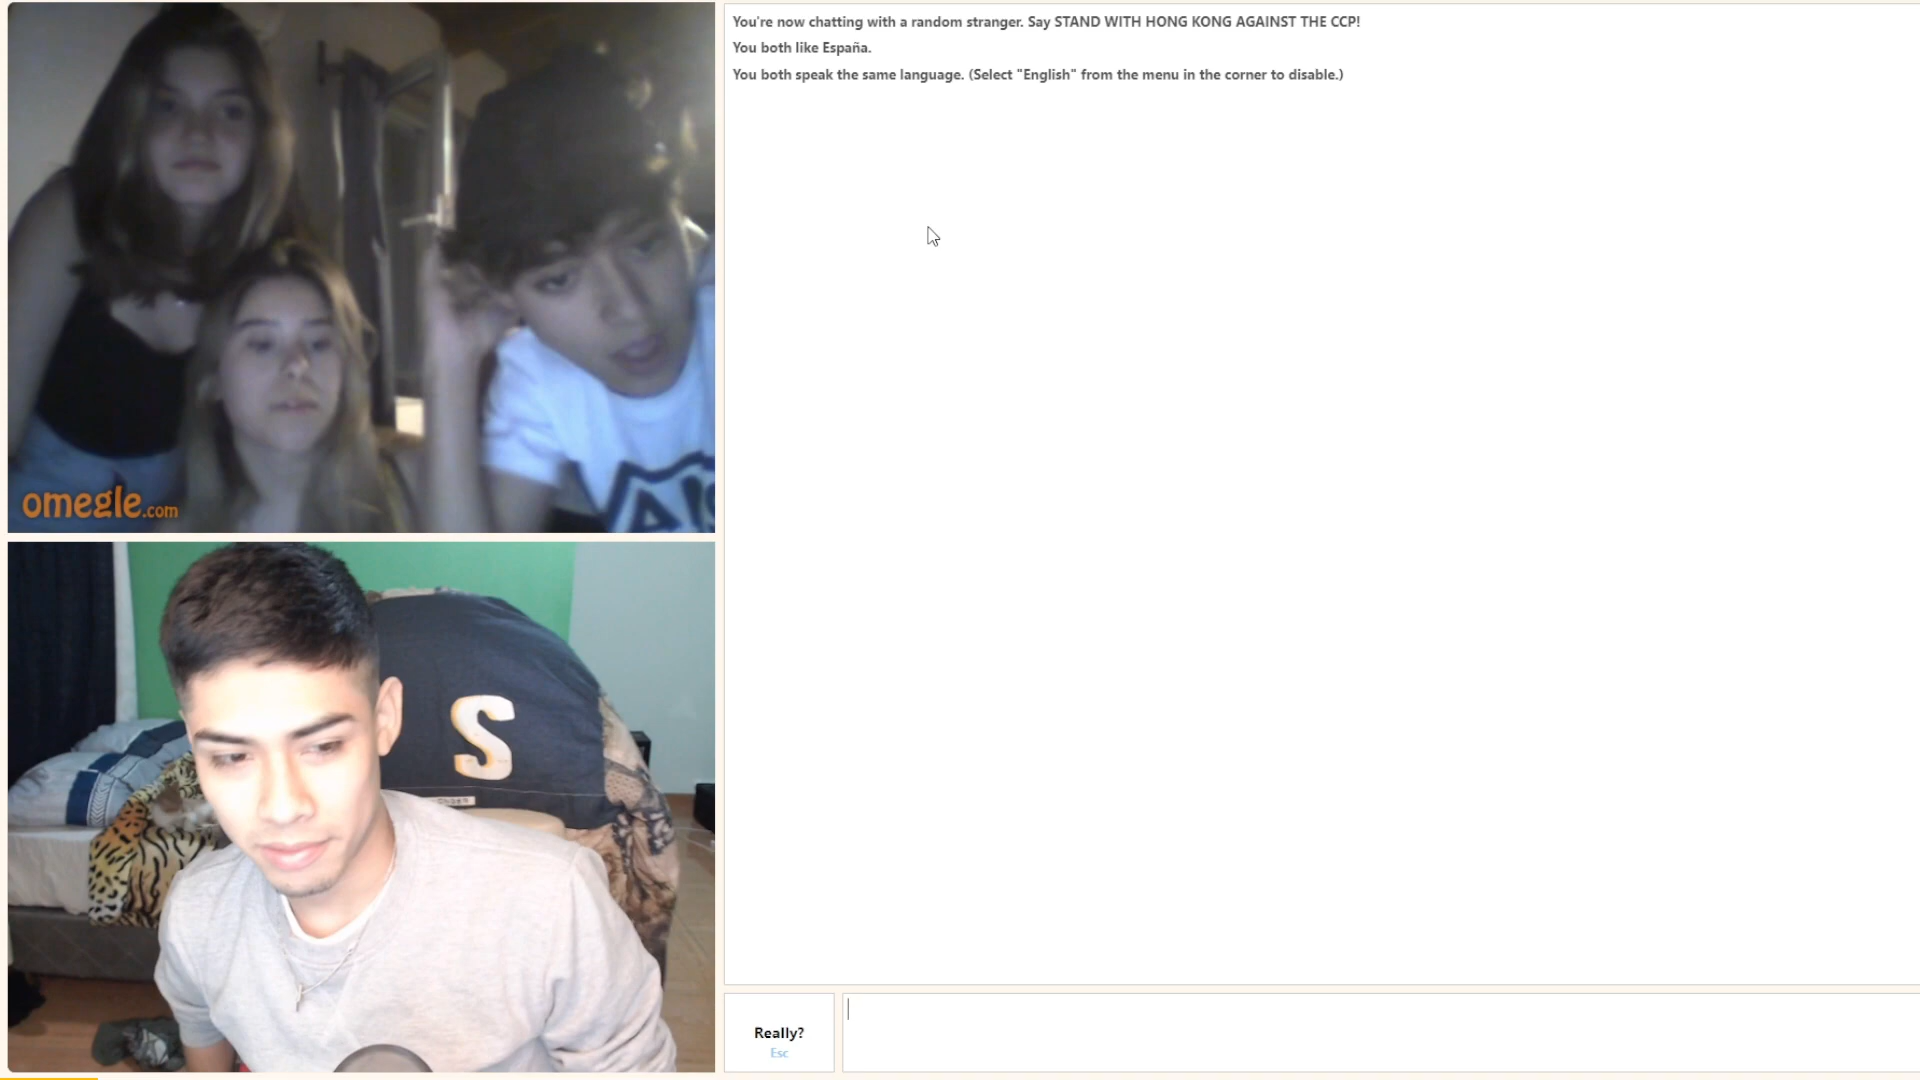 You're now chatting with a random stranger. Say STAND WITH HONG KONG AGAINST THE CCP!
You both like España.
You both speak the same language. (Select "English" from the menu in the corner to disable.)
omegle.com
S
Really?
Esc